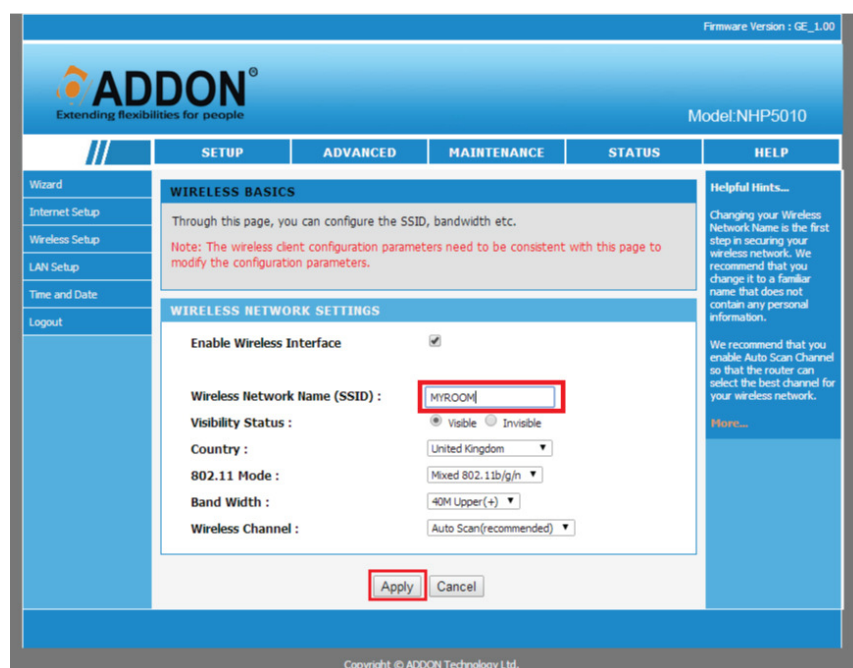 Firmware Version : GE_1.00
ADDON®
Extending flexibilities for people
Model:NHP5010
SETUP ADVANCED MAINTENANCE STATUS HELP
Wizard
Internet Setup
Wireless Setup
LAN Setup
Time and Date
Logout
WIRELESS BASICS
Through this page, you can configure the SSID, bandwidth etc.
Note: The wireless client configuration parameters need to be consistent with this page to
modify the configuration parameters.
WIRELESS NETWORK SETTINGS
Enable Wireless Interface
Wireless Network Name (SSID) : MYROOM
Visibility Status : Visible Invisible
Country : United Kingdom
802.11 Mode : Mixed 802.11b/g/n
Band Width : 40M Upper(+)
Wireless Channel : Auto Scan(recommended)
Apply Cancel
Helpful Hints...
Changing your Wireless
Network Name is the first
step in securing your
wireless network. We
recommend that you
change it to a familiar
name that does not
contain any personal
information.
We recommend that you
enable Auto Scan Channel
so that the router can
select the best channel for
your wireless network.
More...
Copyright © ADDON Technology Ltd.